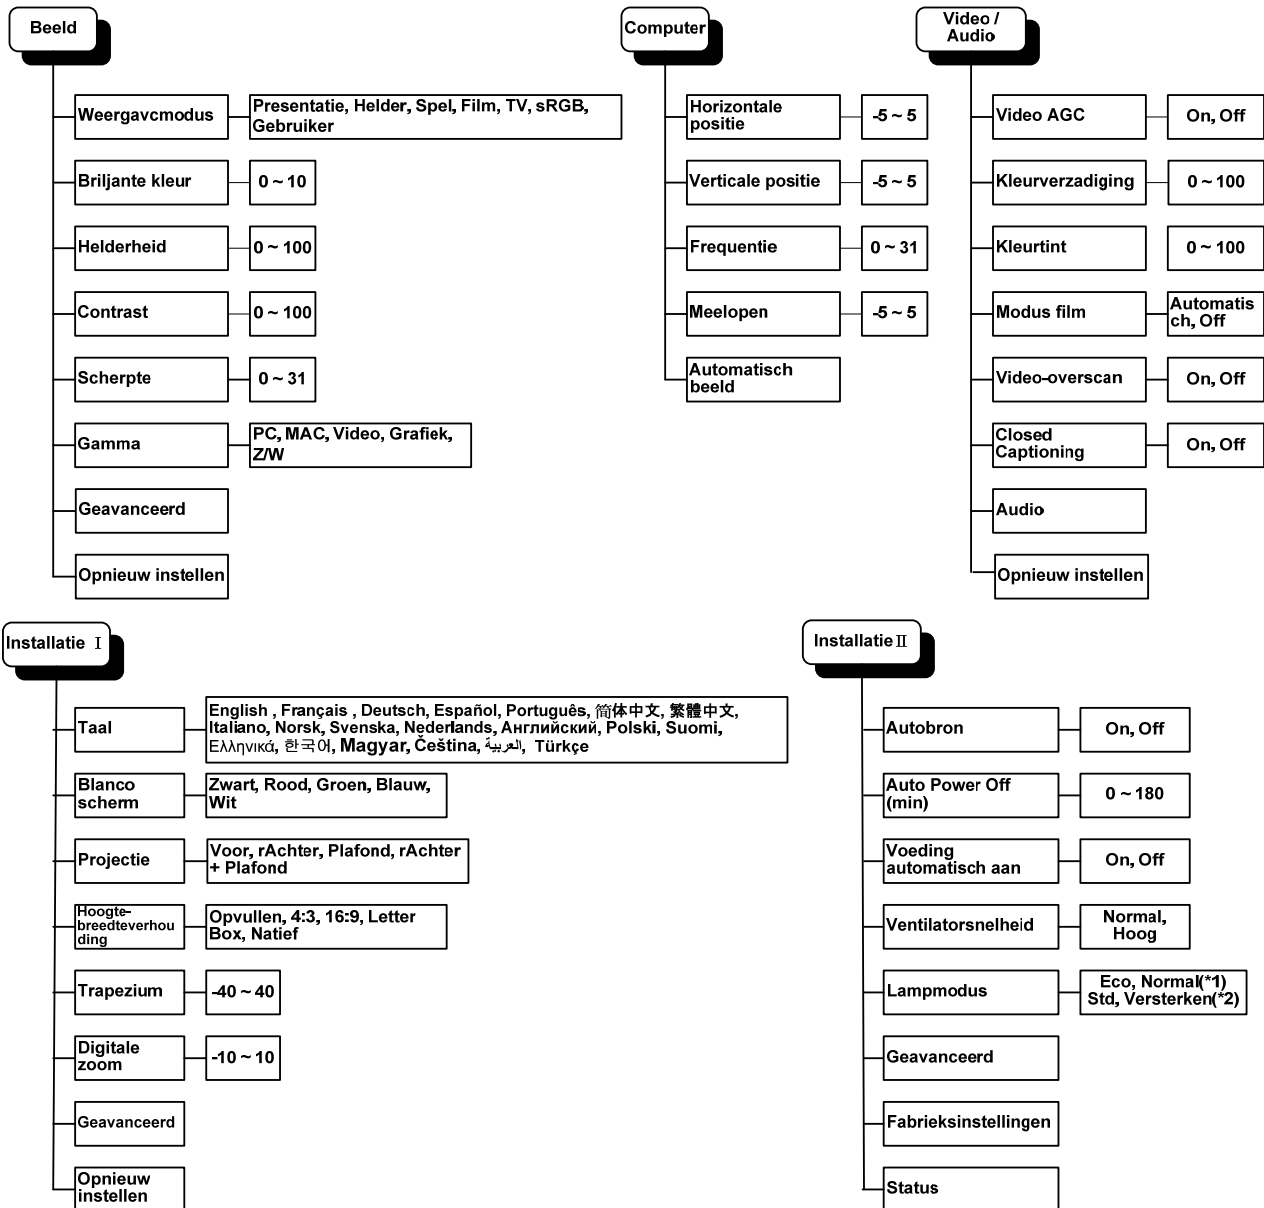 Beeld
Weergavcmodus
Presentatie, Helder, Spel, Film, TV, sRGB,
Gebruiker
Briljante kleur
0 ~ 10
Helderheid
0 ~ 100
Contrast
0 ~ 100
Scherpte
0 ~ 31
Gamma
PC, MAC, Video, Grafiek,
Z/W
Geavanceerd
Opnieuw instellen
Computer
Horizontale
positie
-5 ~ 5
Verticale positie
-5 ~ 5
Frequentie
0 ~ 31
Meelopen
-5 ~ 5
Automatisch
beeld
Video /
Audio
Video AGC
On, Off
Kleurverzadiging
0 ~ 100
Kleurtint
0 ~ 100
Modus film
Automatis
ch, Off
Video-overscan
On, Off
Closed
Captioning
On, Off
Audio
Opnieuw instellen
Installatie Ⅰ
Taal
English , Français , Deutsch, Español, Português, 简体中文, 繁體中文,
Italiano, Norsk, Svenska, Nederlands, Английский, Polski, Suomi,
Ελληνικά, 한국어, Magyar, Čeština, العربية, Türkçe
Blanco
scherm
Zwart, Rood, Groen, Blauw,
Wit
Projectie
Voor, rAchter, Plafond, rAchter
+ Plafond
Hoogte-
breedteverhou
ding
Opvullen, 4:3, 16:9, Letter
Box, Natief
Trapezium
-40 ~ 40
Digitale
zoom
-10 ~ 10
Geavanceerd
Opnieuw
instellen
Installatie Ⅱ
Autobron
On, Off
Auto Power Off
(min)
0 ~ 180
Voeding
automatisch aan
On, Off
Ventilatorsnelheid
Normal,
Hoog
Lampmodus
Eco, Normal(*1)
Std, Versterken(*2)
Geavanceerd
Fabrieksinstellingen
Status